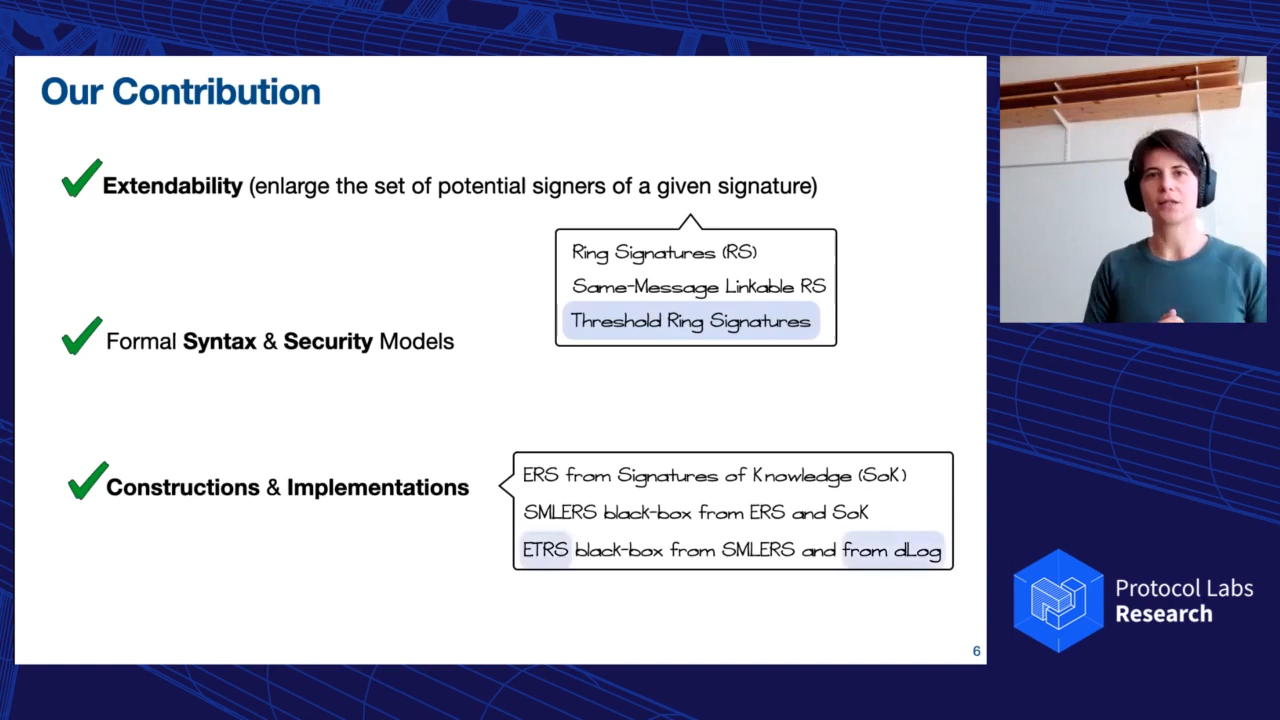 Our Contribution
Extendability (enlarge the set of potential signers of a given signature)
Ring Signatures (RS)
Same-Message Linkable RS
Threshold Ring Signatures
Formal Syntax & Security Models
Constructions & Implementations
ERS from Signatures of Knowledge (SoK)
SMLERS black-box from ERS and SoK
ETRS black-box from SMLERS and from dLog
6
Protocol Labs
Research